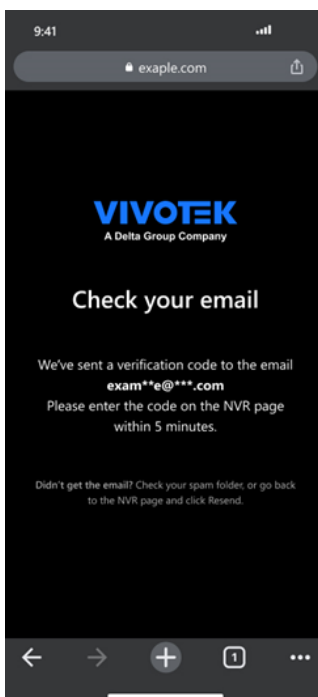 9:41
exaple.com
VIVOTEK
A Delta Group Company
Check your email
We've sent a verification code to the email
exam**e@***.com
Please enter the code on the NVR page
within 5 minutes.
Didn't get the email? Check your spam folder, or go back
to the NVR page and click Resend.
1